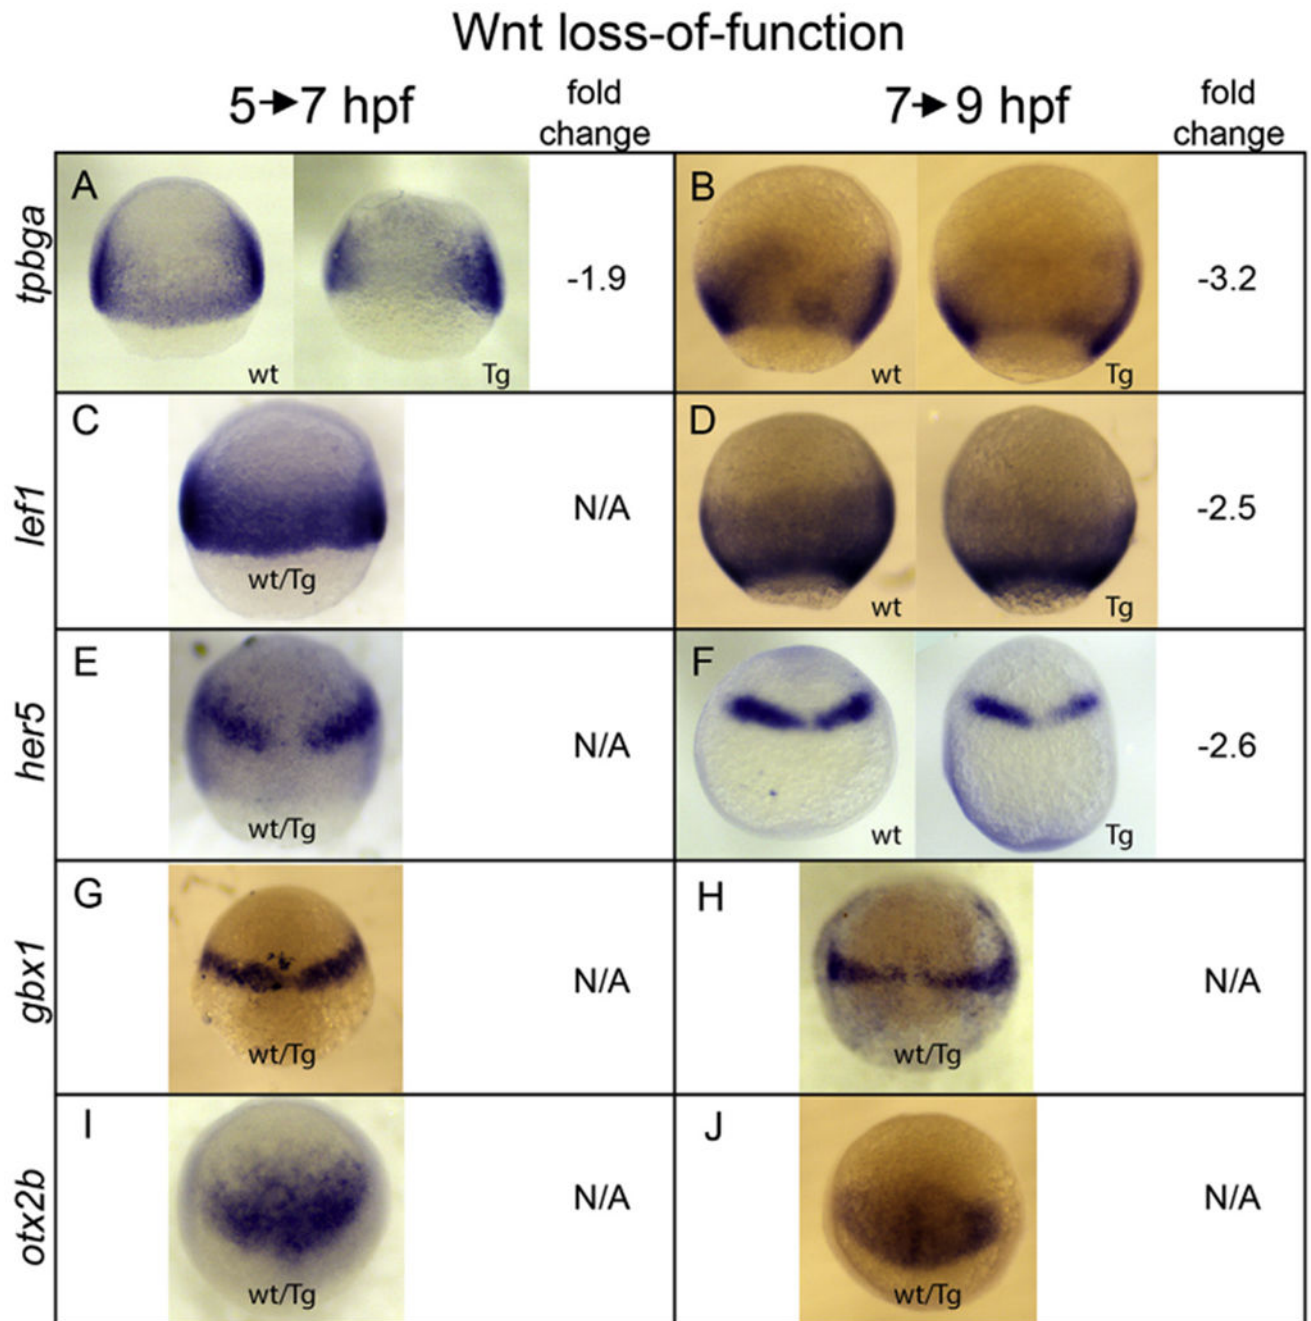 Wnt loss-of-function
5→7 hpf
fold
change
7→9 hpf
fold
change
tpbga
A
wt
Tg
-1.9
B
wt
Tg
-3.2
lef1
C
wt/Tg
N/A
D
wt
Tg
-2.5
her5
E
wt/Tg
N/A
F
wt
Tg
-2.6
gbx1
G
wt/Tg
N/A
H
wt/Tg
N/A
otx2b
I
wt/Tg
N/A
J
wt/Tg
N/A